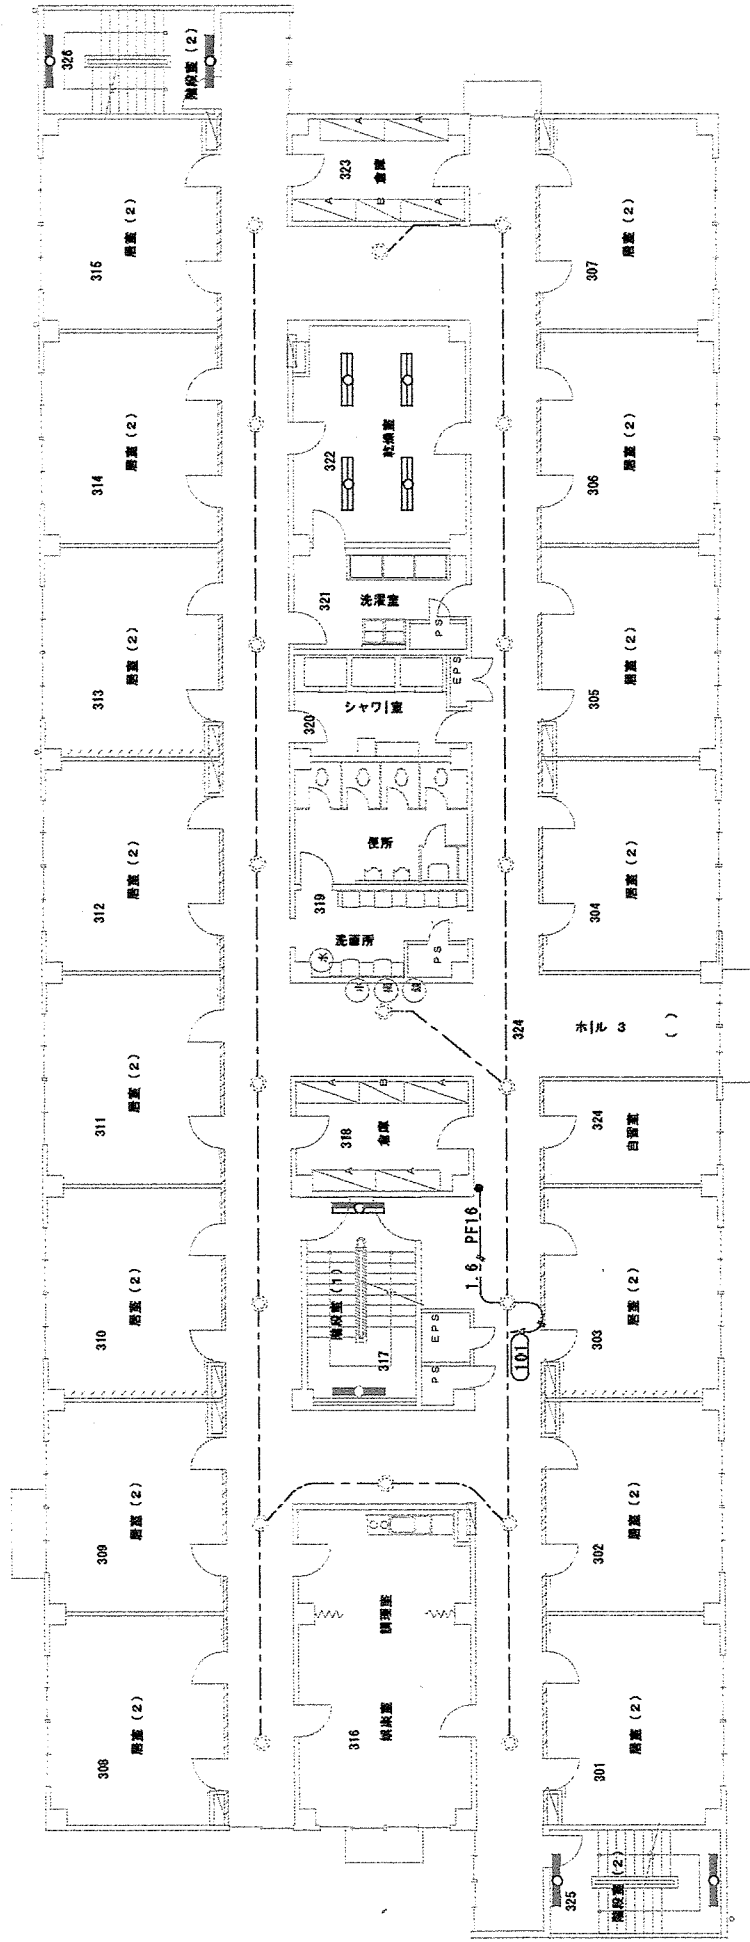 326
階段室(2)
323
倉庫
A
A
A
B
A
315
居室(2)
307
居室(2)
314
居室(2)
322
乾燥室
306
居室(2)
313
居室(2)
321
洗濯室
PS
EPS
320
シャワー室
305
居室(2)
312
居室(2)
便所
319
洗面所
PS
水
304
居室(2)
324
ホール 3
( )
311
居室(2)
318
倉庫
A
B
A
A
A
324
自習室
310
居室(2)
階段室(1)
317
EPS
PS
1.6 PF16
101
303
居室(2)
309
居室(2)
調理室
302
居室(2)
308
居室(2)
316
娯楽室
301
居室(2)
325
階段室(2)